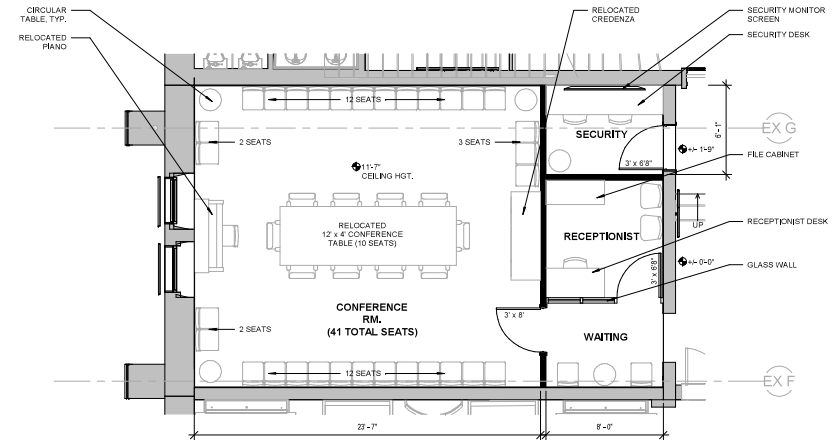 CIRCULAR
TABLE, TYP.
RELOCATED
PIANO
RELOCATED
CREDENZA
SECURITY MONITOR
SCREEN
SECURITY DESK
12 SEATS
2 SEATS
3 SEATS
SECURITY
6'-1"
EX G
+/- 1'-9"
3' x 6'8"
FILE CABINET
11'-7"
CEILING HGT.
RELOCATED
12' x 4' CONFERENCE
TABLE (10 SEATS)
RECEPTIONIST
UP
RECEPTIONIST DESK
+/- 0'-0"
3' x 6'8"
GLASS WALL
CONFERENCE
RM.
(41 TOTAL SEATS)
3' x 8'
2 SEATS
WAITING
12 SEATS
EX F
23'-7"
8'-0"